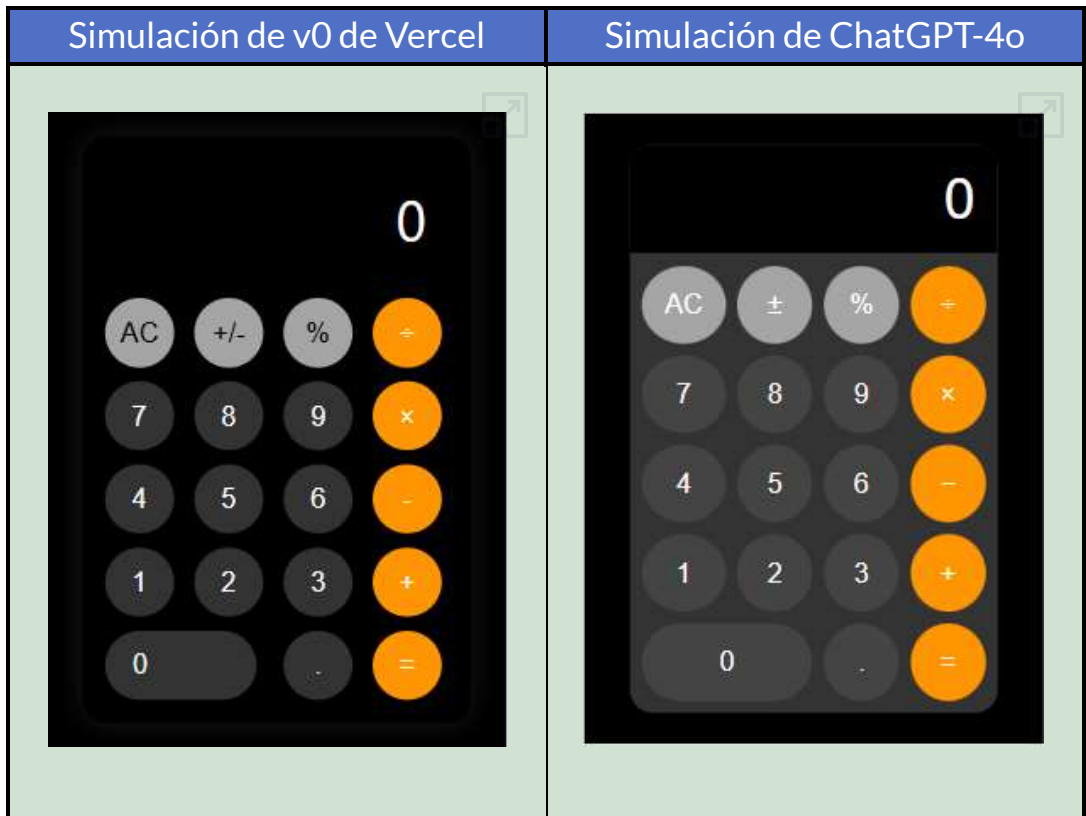 Simulación de v0 de Vercel
Simulación de ChatGPT-4o
0
AC +/- % ÷
7 8 9 ×
4 5 6 -
1 2 3 +
0 . =
0
AC ± % ÷
7 8 9 ×
4 5 6 −
1 2 3 +
0 . =